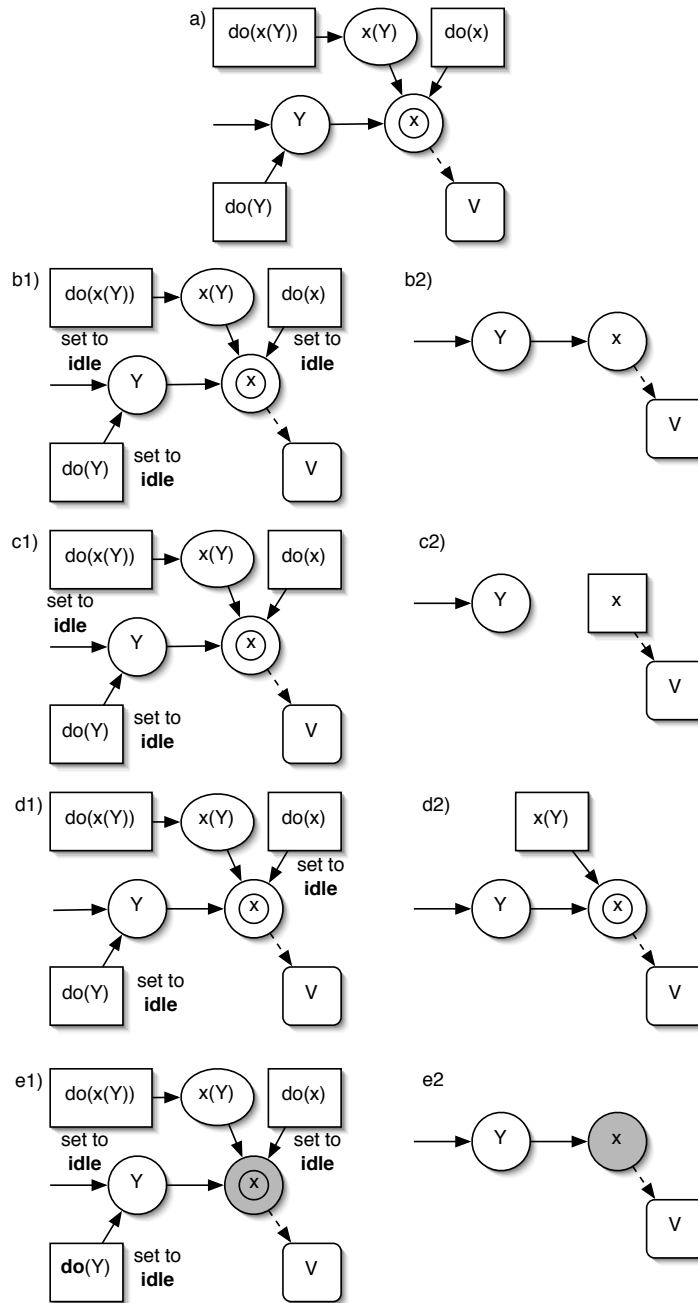 a)
do(x(Y))
x(Y)
do(x)
Y
x
do(Y)
V
b1)
do(x(Y))
x(Y)
do(x)
set to
idle
set to
idle
Y
x
do(Y)
set to
idle
V
b2)
Y
x
V
c1)
do(x(Y))
x(Y)
do(x)
set to
idle
Y
x
do(Y)
set to
idle
V
c2)
Y
x
V
d1)
do(x(Y))
x(Y)
do(x)
set to
idle
Y
x
do(Y)
set to
idle
V
d2)
x(Y)
Y
x
V
e1)
do(x(Y))
x(Y)
do(x)
set to
idle
set to
idle
Y
x
do(Y)
set to
idle
V
e2
Y
x
V